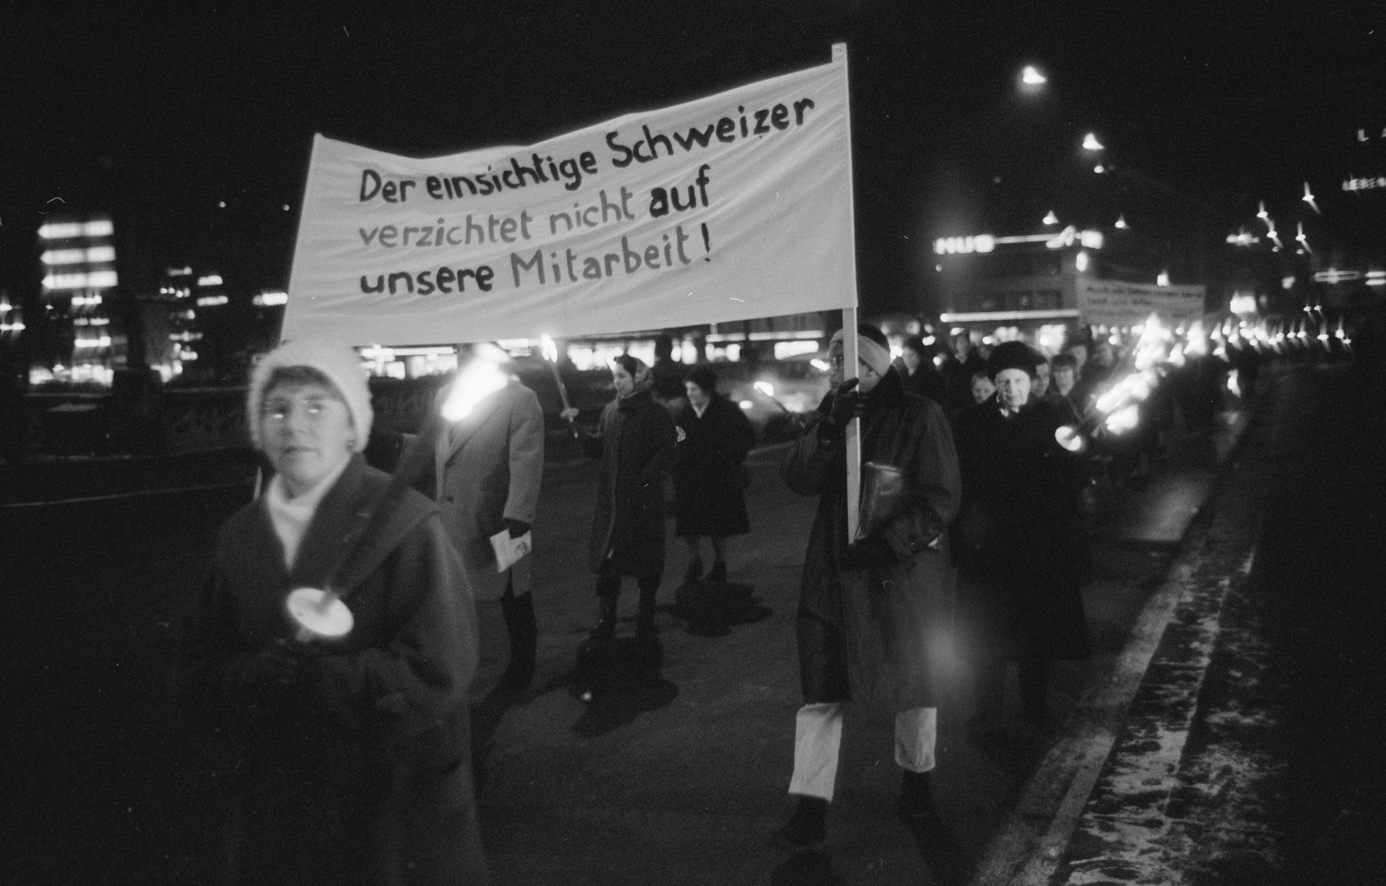 Der einsichtige Schweizer
verzichtet nicht auf
unsere Mitarbeit!
HUG